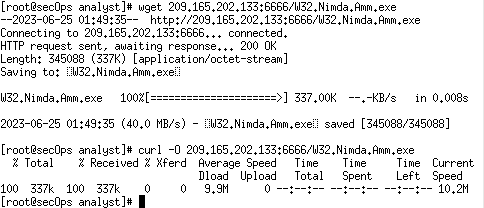 [root@secOps analyst]# wget 209.165.202.133:6666/W32.Nimda.Amm.exe
--2023-06-25 01:49:35-- http://209.165.202.133:6666/W32.Nimda.Amm.exe
Connecting to 209.165.202.133:6666... connected.
HTTP request sent, awaiting response... 200 OK
Length: 345088 (337K) [application/octet-stream]
Saving to: W32.Nimda.Amm.exe
W32.Nimda.Amm.exe 100%[=====================>] 337.00K --.-KB/s in 0.008s
2023-06-25 01:49:35 (40.0 MB/s) - W32.Nimda.Amm.exe saved [345088/345088]
[root@secOps analyst]# curl -O 209.165.202.133:6666/W32.Nimda.Amm.exe
% Total % Received % Xferd Average Speed Time Time Time Current
Dload Upload Total Spent Left Speed
100 337k 100 337k 0 0 9.9M 0 --:--:-- --:--:-- --:--:-- 10.2M
[root@secOps analyst]#